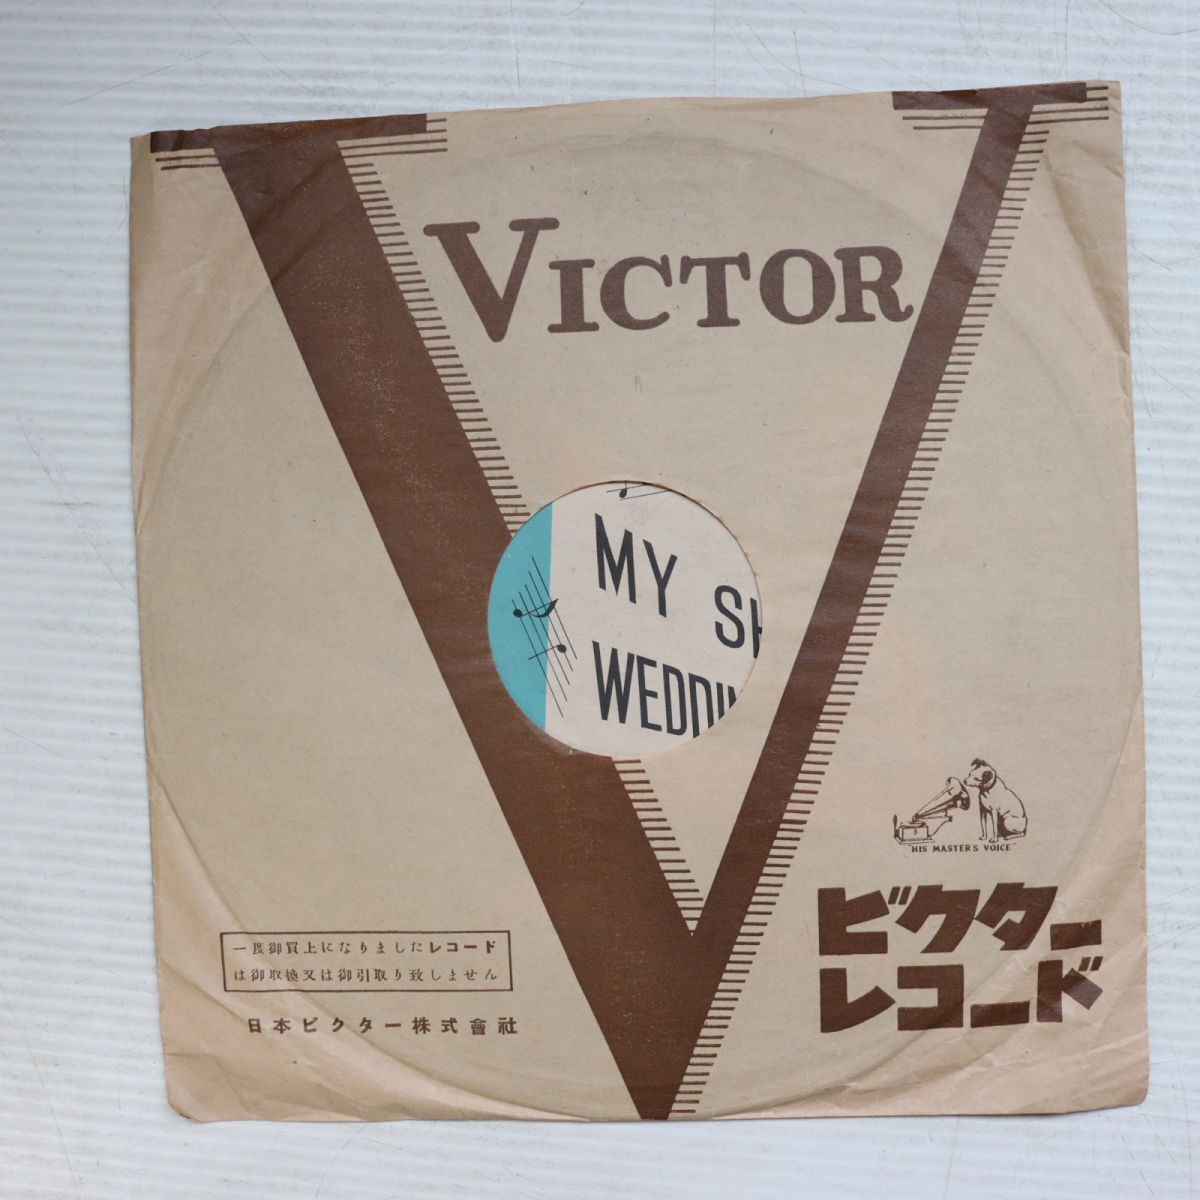 VICTOR
MY
WEDDIN
"HIS MASTER'S VOICE"
ビクター
レコード
一度御買上になりましたレコード
は御取換又は御引取り致しません
日本ビクター株式會社